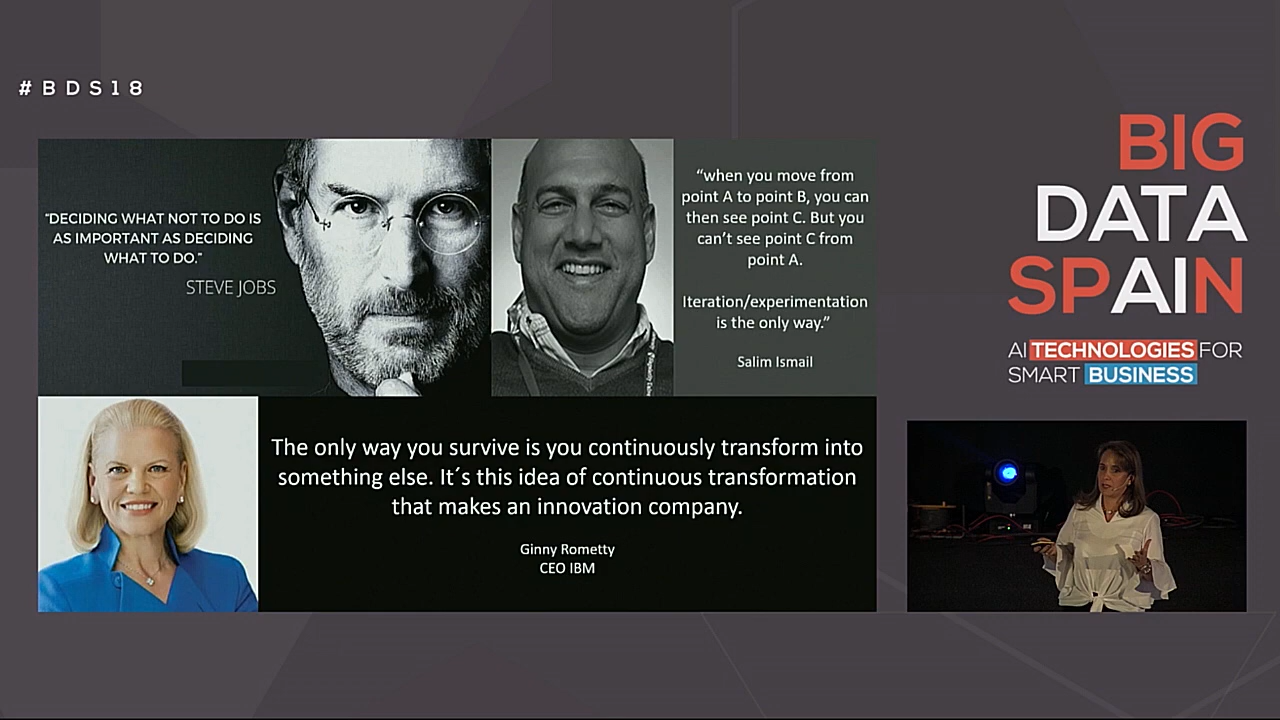 #BDS18
"DECIDING WHAT NOT TO DO IS
AS IMPORTANT AS DECIDING
WHAT TO DO."
STEVE JOBS
“when you move from
point A to point B, you can
then see point C. But you
can’t see point C from
point A.
Iteration/experimentation
is the only way.”
Salim Ismail
The only way you survive is you continuously transform into
something else. It´s this idea of continuous transformation
that makes an innovation company.
Ginny Rometty
CEO IBM
BIG
DATA
SPAIN
AI TECHNOLOGIES FOR
SMART BUSINESS